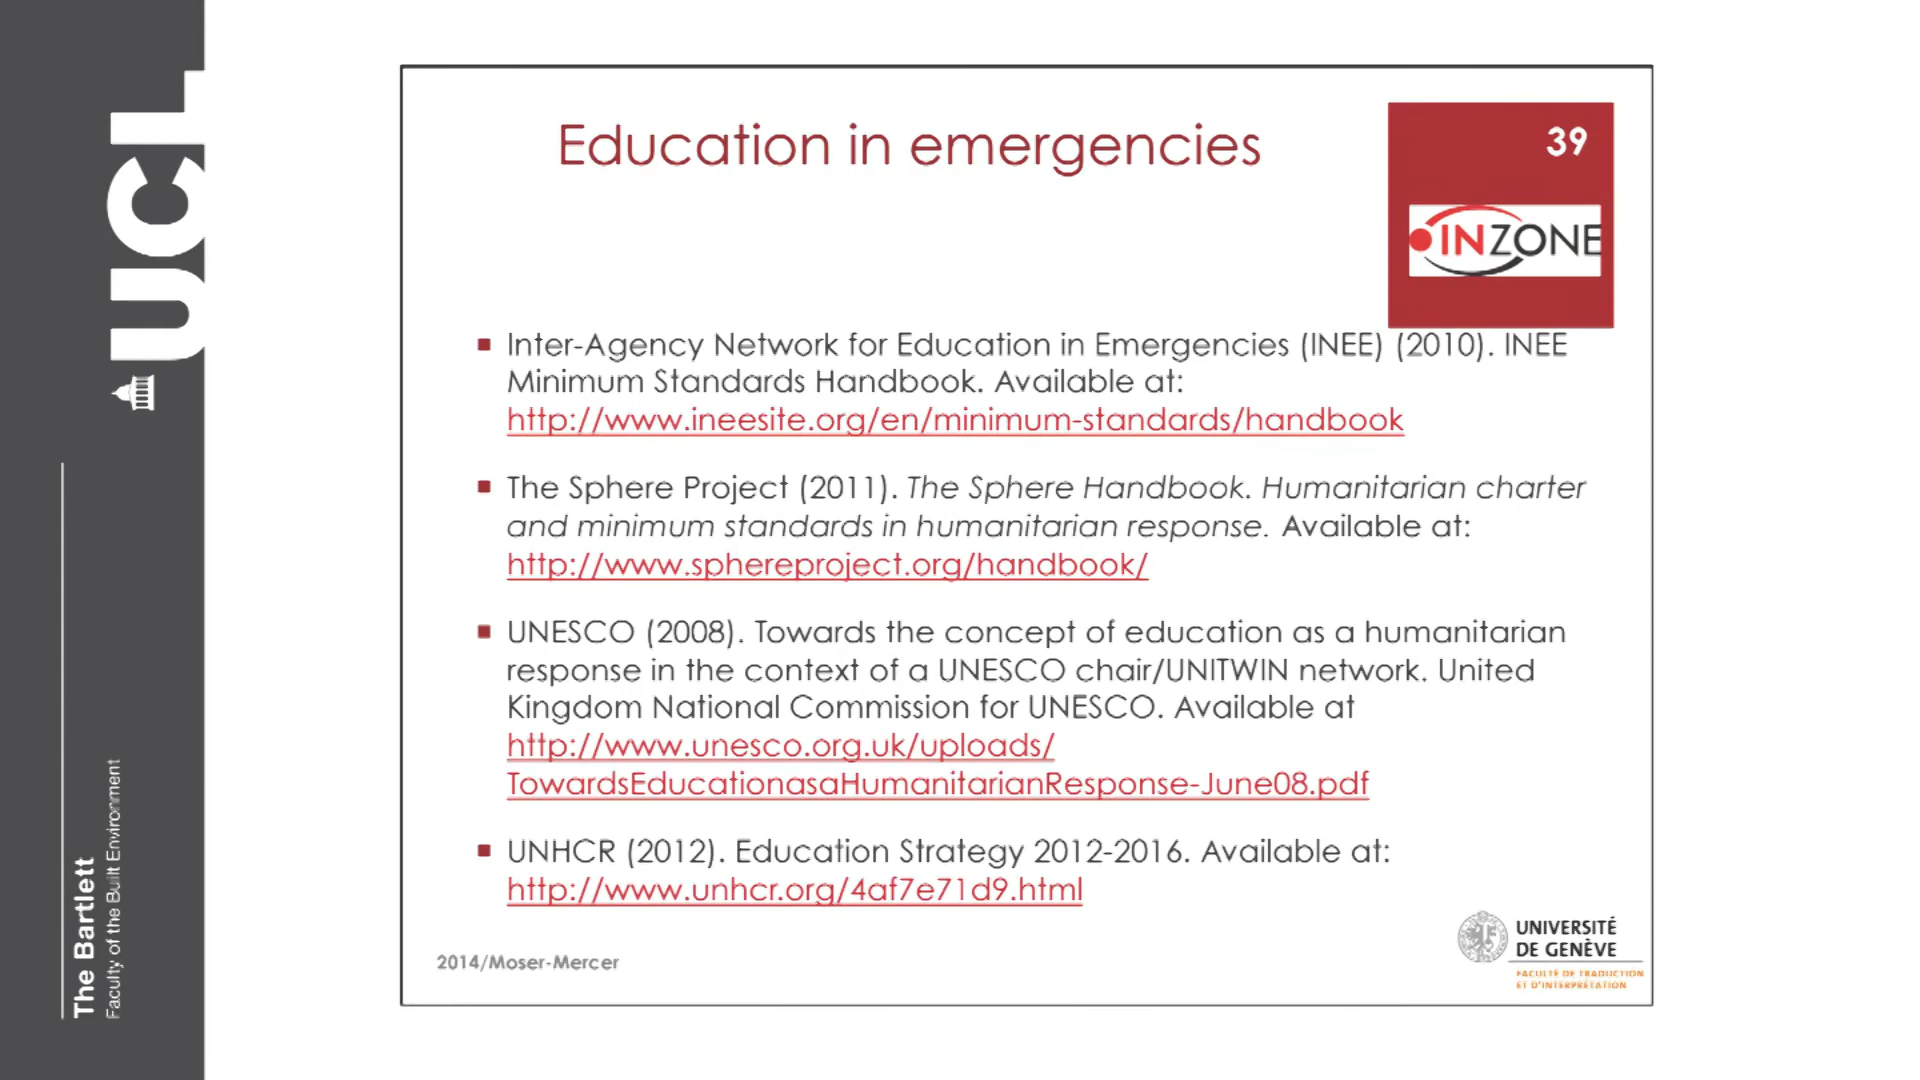 UCL
The Bartlett
Faculty of the Built Environment
Education in emergencies
39
INZONE
Inter-Agency Network for Education in Emergencies (INEE) (2010). INEE
Minimum Standards Handbook. Available at:
http://www.ineesite.org/en/minimum-standards/handbook
The Sphere Project (2011). The Sphere Handbook. Humanitarian charter
and minimum standards in humanitarian response. Available at:
http://www.sphereproject.org/handbook/
UNESCO (2008). Towards the concept of education as a humanitarian
response in the context of a UNESCO chair/UNITWIN network. United
Kingdom National Commission for UNESCO. Available at
http://www.unesco.org.uk/uploads/
TowardsEducationasaHumanitarianResponse-June08.pdf
UNHCR (2012). Education Strategy 2012-2016. Available at:
http://www.unhcr.org/4af7e71d9.html
2014/Moser-Mercer
UNIVERSITÉ
DE GENÈVE
FACULTÉ DE TRADUCTION
ET D'INTERPRÉTATION